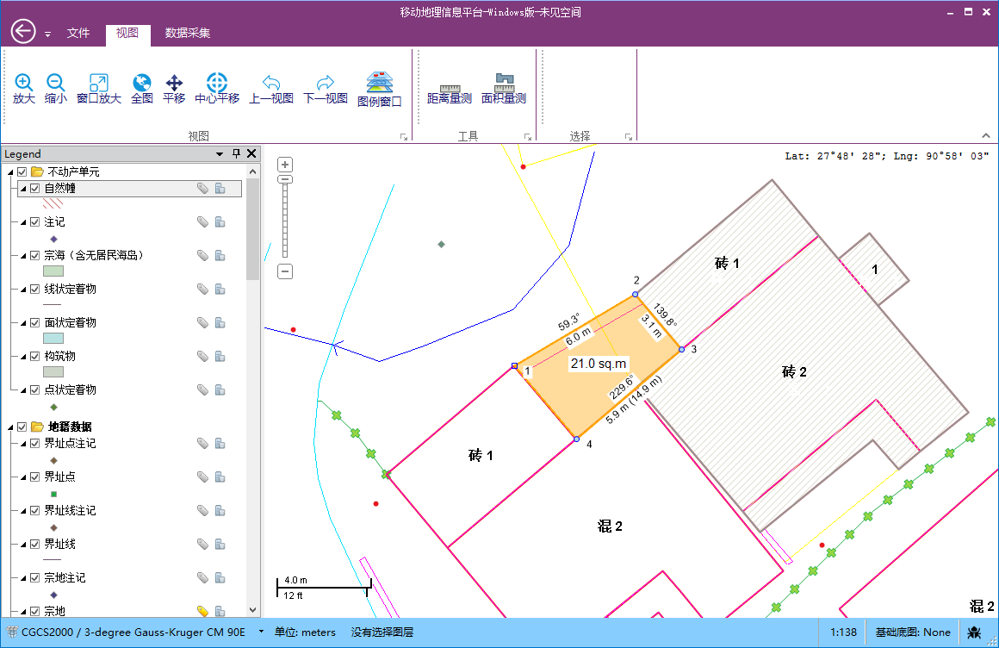 移动地理信息平台-Windows版-未见空间
文件 视图 数据采集
放大 缩小 窗口放大 全图 平移 中心平移 上一视图 下一视图 图例窗口 距离量测 面积量测
视图 工具 选择
Legend
不动产单元
自然幢
注记
宗海（含无居民海岛）
线状定着物
面状定着物
构筑物
点状定着物
地籍数据
界址点注记
界址点
界址线注记
界址线
宗地注记
宗地
Lat: 27°48' 28"; Lng: 90°58' 03"
砖 1
1
2
59.3°
6.0 m
139.8°
3.1 m
3
21.0 sq.m
1
砖 2
229.6°
5.9 m (14.9 m)
4
砖 1
混 2
4.0 m
12 ft
混 2
CGCS2000 / 3-degree Gauss-Kruger CM 90E 单位: meters 没有选择图层 1:138 基础底图: None